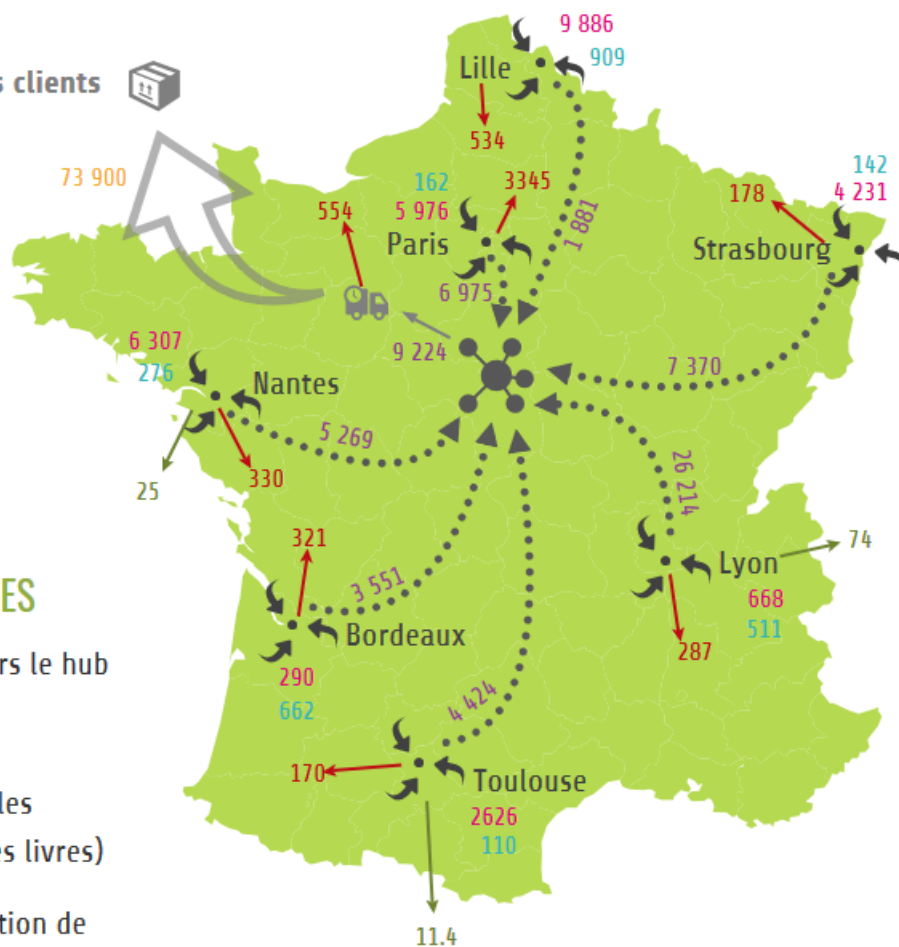 9 886
909
s clients
Lille
534
73 900
162
5 976
Paris
3345
554
1 881
6 975
178
142
4 231
Strasbourg
9 224
7 370
6 307
276
Nantes
5 269
330
25
26 214
321
3 551
Bordeaux
290
662
Lyon
668
511
74
287
ES
rs le hub
4 424
170
Toulouse
2626
110
les
es livres)
tion de
11.4